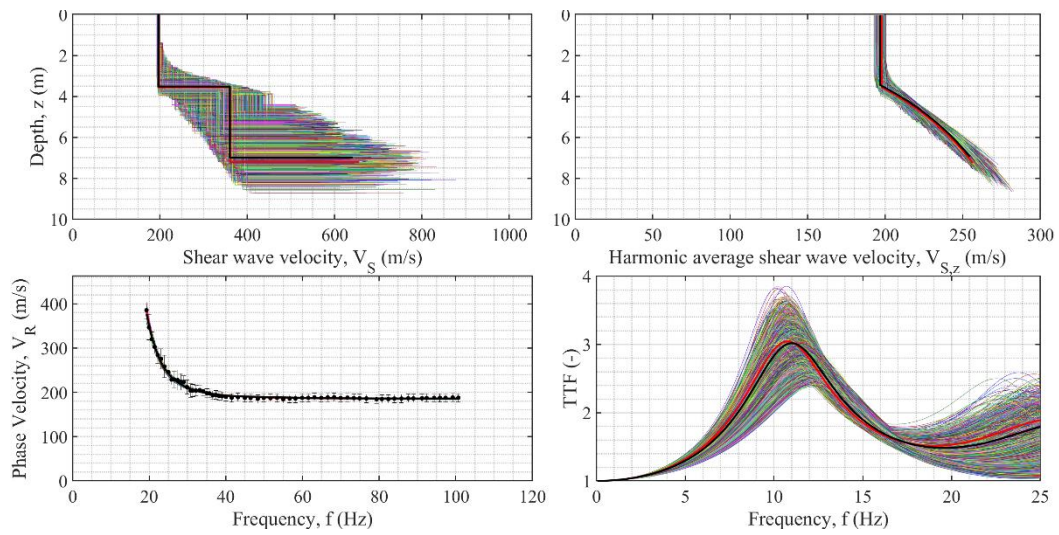 0
2
4
6
8
10
Depth, z (m)
0 200 400 600 800 1000
Shear wave velocity, V_S (m/s)
0
2
4
6
8
10
0 50 100 150 200 250 300
Harmonic average shear wave velocity, V_S,z (m/s)
400
300
200
100
0
Phase Velocity, V_R (m/s)
0 20 40 60 80 100 120
Frequency, f (Hz)
4
3
2
1
TTF (-)
0 5 10 15 20 25
Frequency, f (Hz)